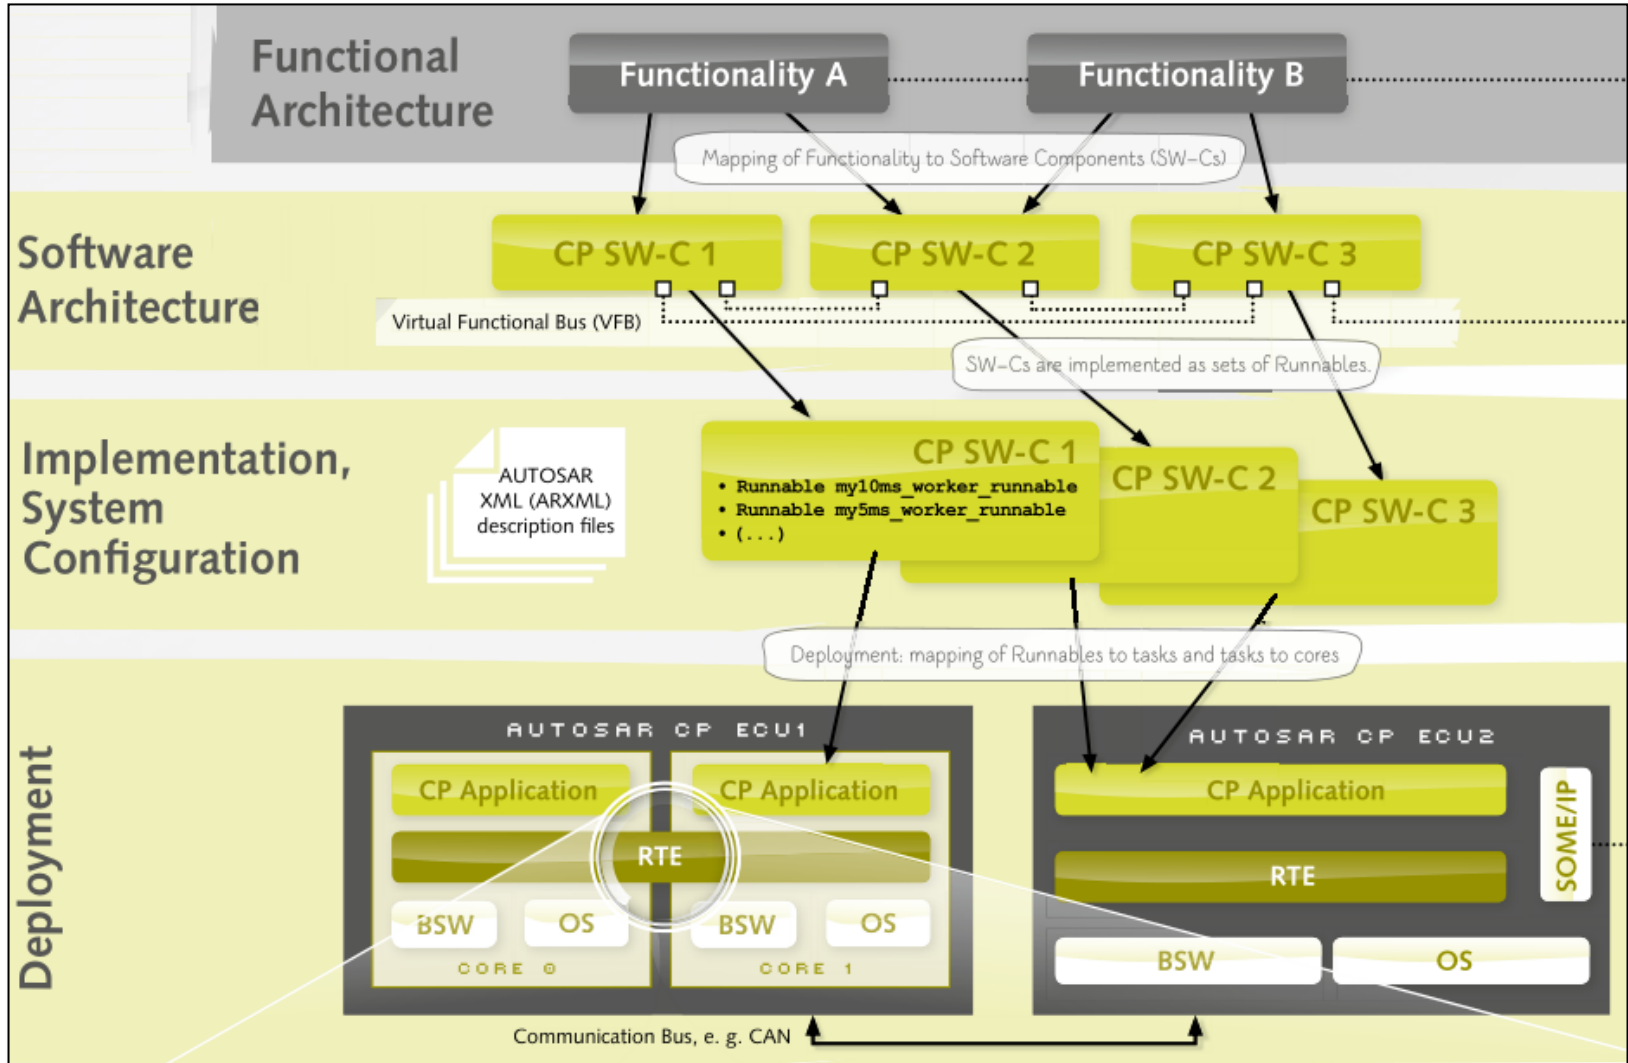 Functional
Architecture
Functionality A
Functionality B
Mapping of Functionality to Software Components (SW-Cs)
Software
Architecture
CP SW-C 1
CP SW-C 2
CP SW-C 3
Virtual Functional Bus (VFB)
SW-Cs are implemented as sets of Runnables.
Implementation,
System
Configuration
AUTOSAR
XML (ARXML)
description files
CP SW-C 1
• Runnable my10ms_worker_runnable
• Runnable my5ms_worker_runnable
• (...)
CP SW-C 2
CP SW-C 3
Deployment: mapping of Runnables to tasks and tasks to cores
Deployment
AUTOSAR CP ECU1
CP Application
CP Application
RTE
BSW
OS
BSW
OS
CORE 0
CORE 1
AUTOSAR CP ECU2
CP Application
RTE
BSW
OS
SOME/IP
Communication Bus, e. g. CAN